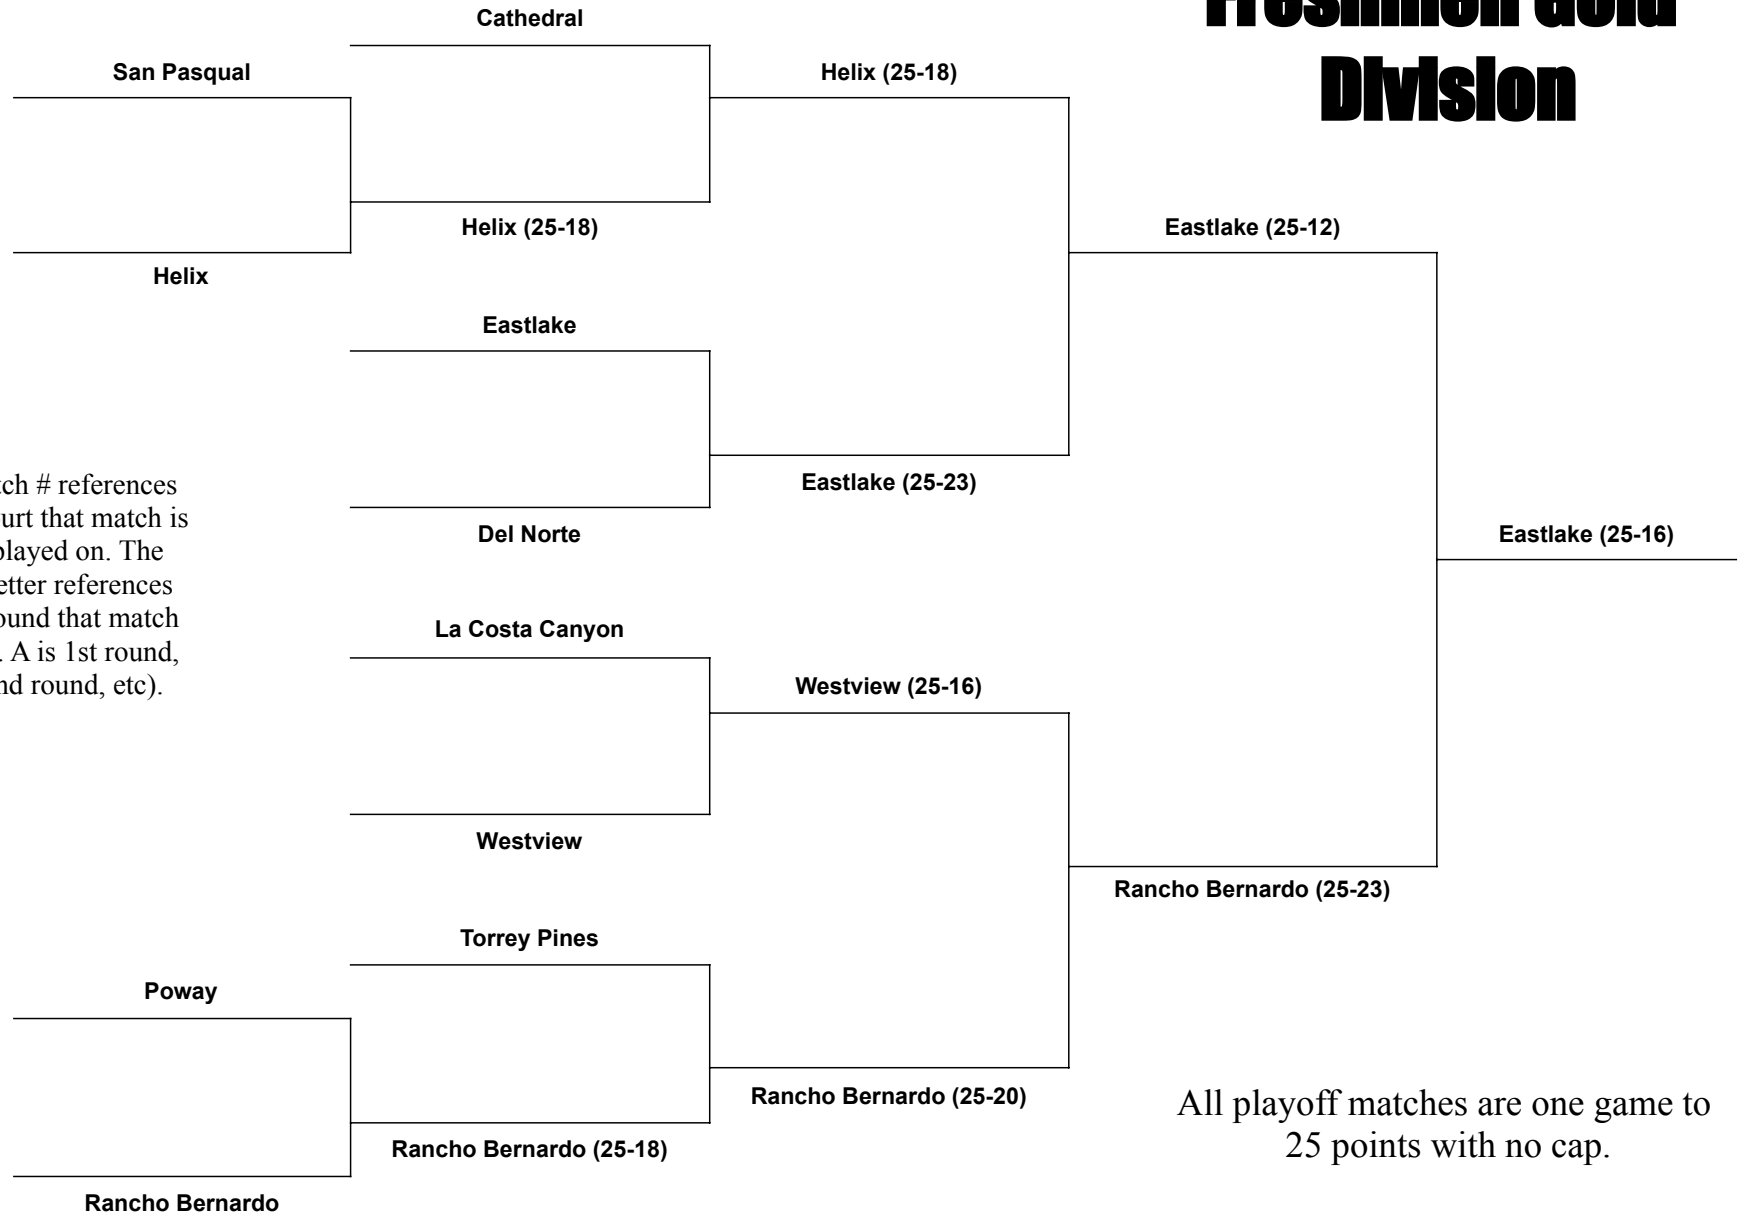 Freshmen Gold
Division
Cathedral
San Pasqual
Helix (25-18)
Helix (25-18)
Eastlake (25-12)
Helix
Eastlake
tch # references
urt that match is
played on. The
etter references
ound that match
. A is 1st round,
nd round, etc).
Eastlake (25-23)
Del Norte
Eastlake (25-16)
La Costa Canyon
Westview (25-16)
Westview
Rancho Bernardo (25-23)
Torrey Pines
Poway
Rancho Bernardo (25-20)
Rancho Bernardo (25-18)
Rancho Bernardo
All playoff matches are one game to
25 points with no cap.